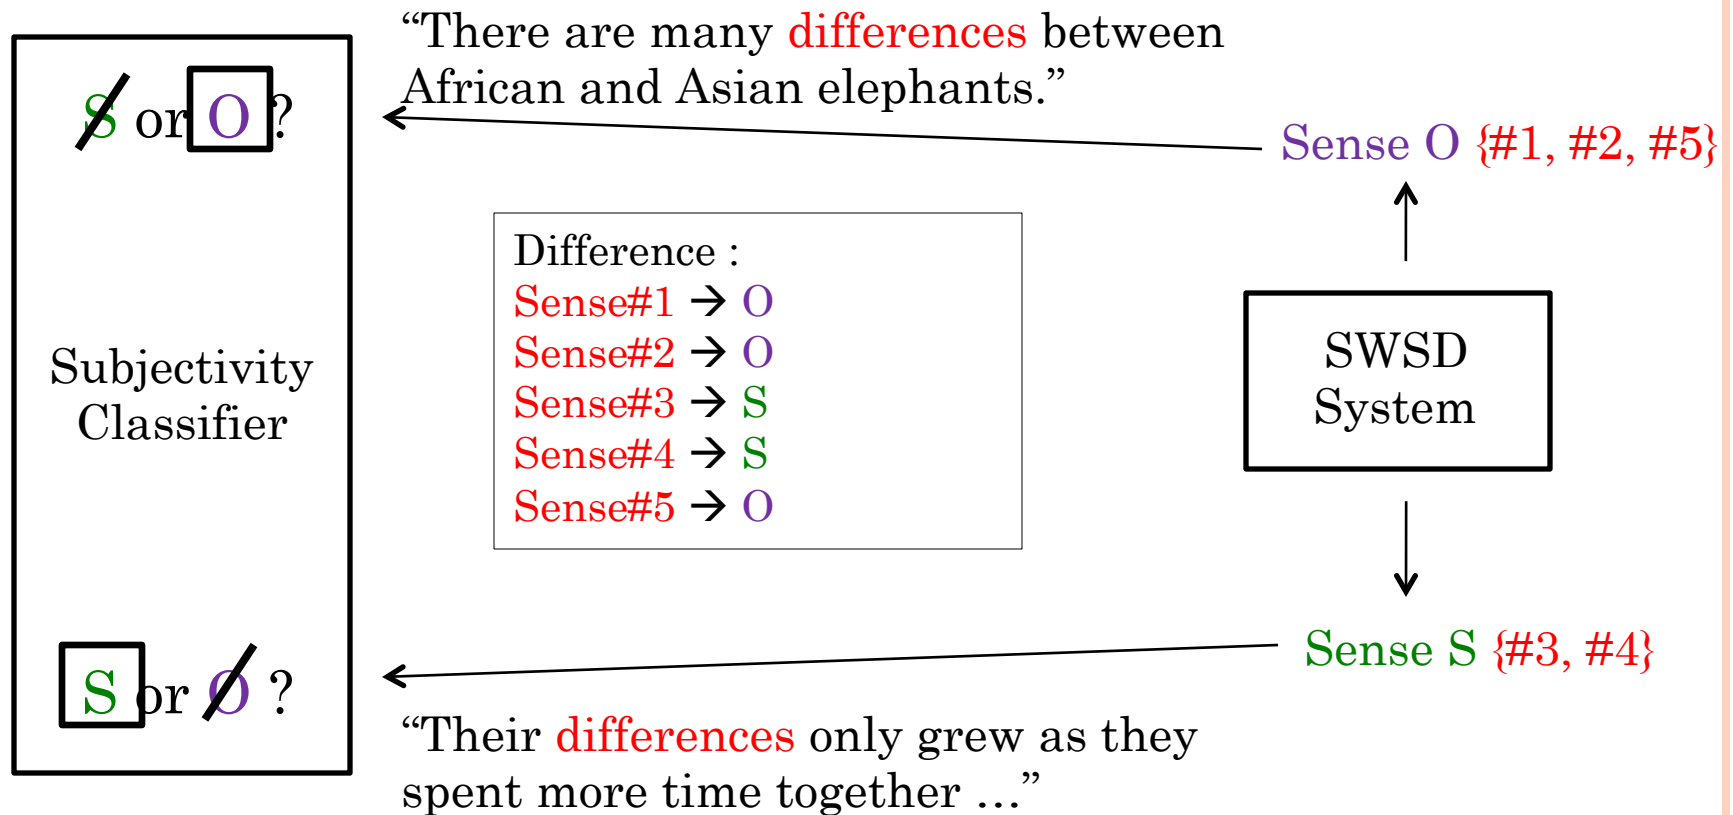 “There are many differences between
African and Asian elephants.”
S or O ?
Sense O {#1, #2, #5}
Difference :
Sense#1 → O
Sense#2 → O
Sense#3 → S
Sense#4 → S
Sense#5 → O
Subjectivity
Classifier
SWSD
System
S or O ?
Sense S {#3, #4}
“Their differences only grew as they
spent more time together …”